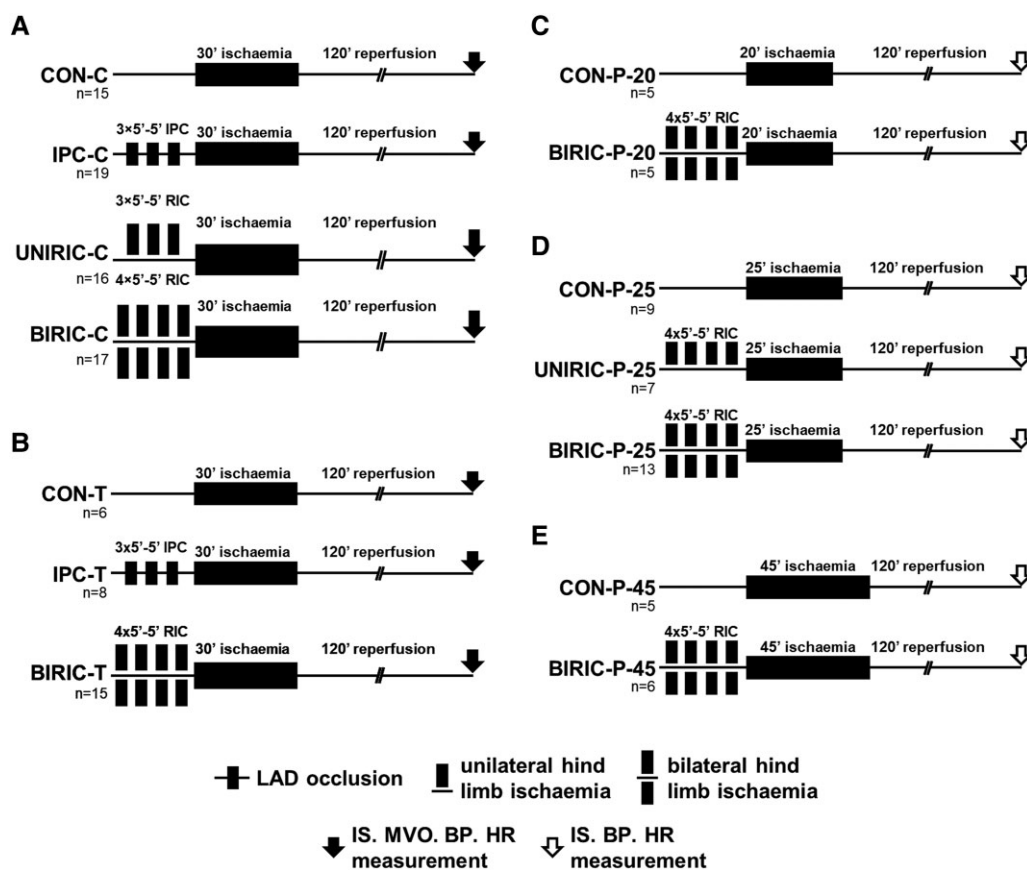 A
30' ischaemia
120' reperfusion
CON-C
n=15
3×5'-5' IPC
30' ischaemia
120' reperfusion
IPC-C
n=19
3×5'-5' RIC
30' ischaemia
120' reperfusion
UNIRIC-C
n=16
4×5'-5' RIC
30' ischaemia
120' reperfusion
BIRIC-C
n=17
B
30' ischaemia
120' reperfusion
CON-T
n=6
3x5'-5' IPC
30' ischaemia
120' reperfusion
IPC-T
n=8
4x5'-5' RIC
30' ischaemia
120' reperfusion
BIRIC-T
n=15
C
20' ischaemia
120' reperfusion
CON-P-20
n=5
4x5'-5' RIC
20' ischaemia
120' reperfusion
BIRIC-P-20
n=5
D
25' ischaemia
120' reperfusion
CON-P-25
n=9
4x5'-5' RIC
25' ischaemia
120' reperfusion
UNIRIC-P-25
n=7
4x5'-5' RIC
25' ischaemia
120' reperfusion
BIRIC-P-25
n=13
E
45' ischaemia
120' reperfusion
CON-P-45
n=5
4x5'-5' RIC
45' ischaemia
120' reperfusion
BIRIC-P-45
n=6
LAD occlusion
unilateral hind
limb ischaemia
bilateral hind
limb ischaemia
IS. MVO. BP. HR
measurement
IS. BP. HR
measurement